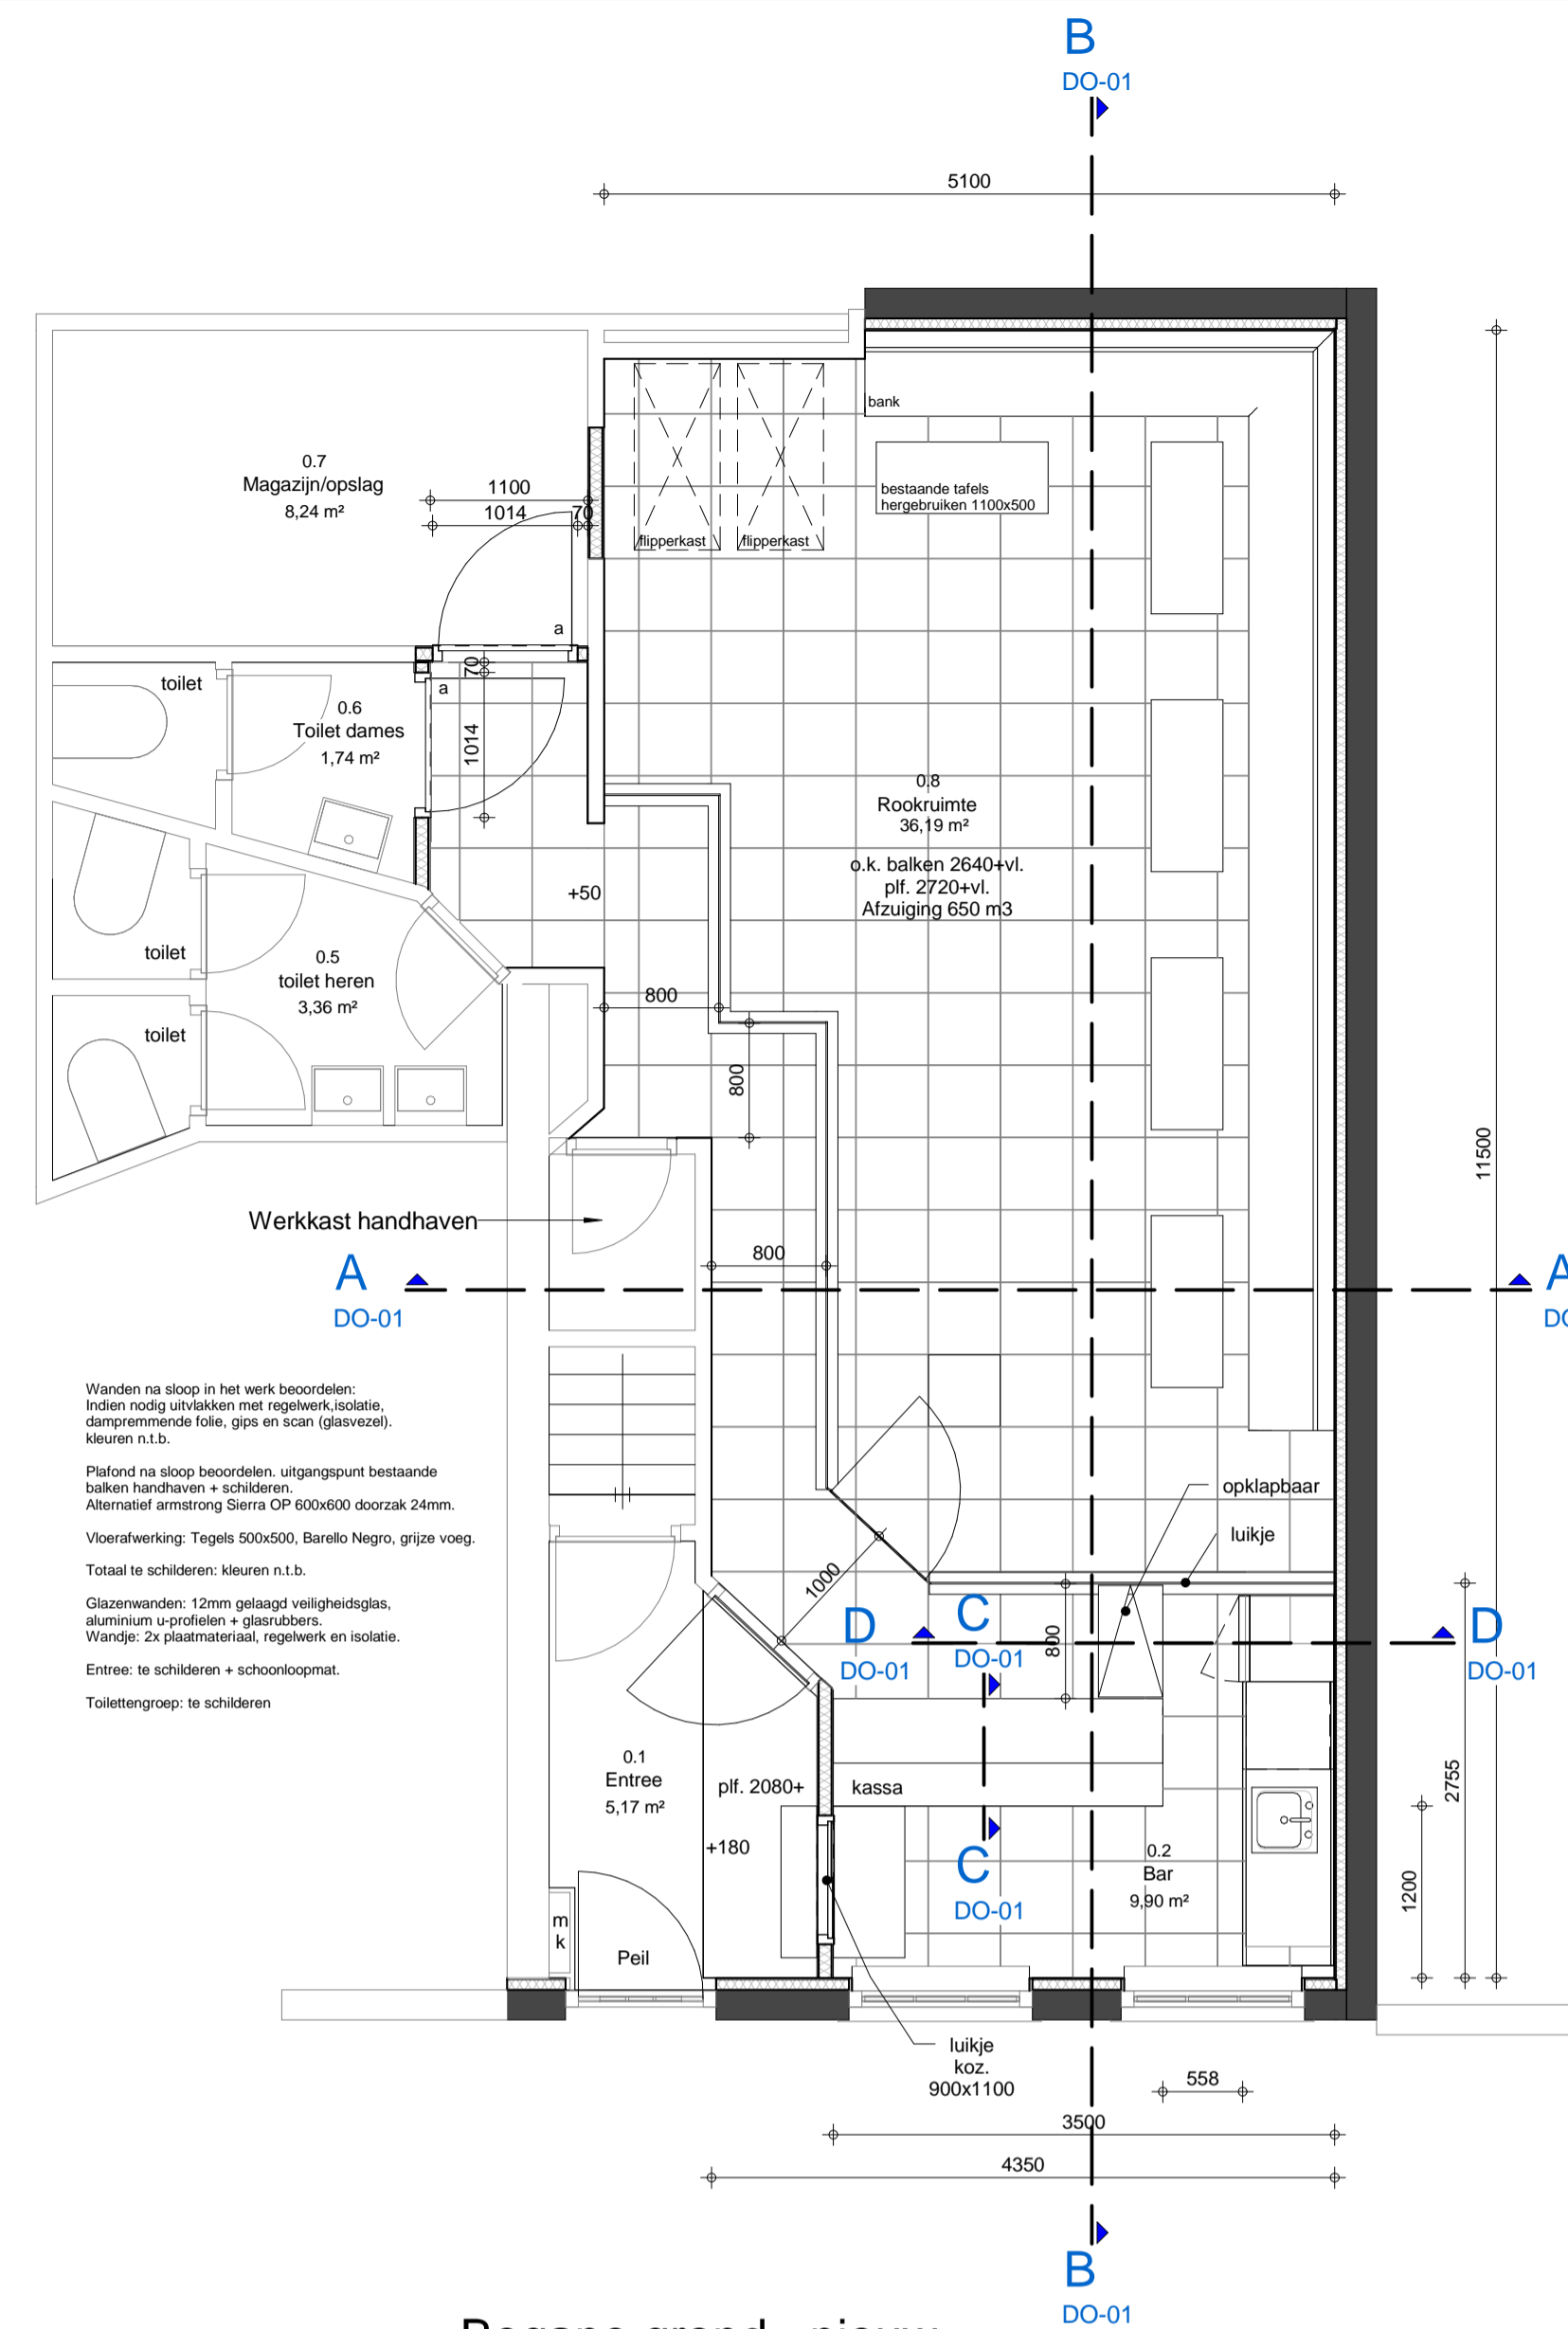 B
DO-01
5100
bank
0.7
Magazijn/opslag
8,24 m²
1100
1014
70
bestaande tafels
hergebruiken 1100x500
flipperkast
flipperkast
a
toilet
70
a
0.6
Toilet dames
1,74 m²
1014
0.8
Rookruimte
36,19 m²
o.k. balken 2640+vl.
plf. 2720+vl.
Afzuiging 650 m3
+50
toilet
0.5
toilet heren
3,36 m²
800
toilet
800
11500
Werkkast handhaven
800
A
DO-01
A
Wanden na sloop in het werk beoordelen:
Indien nodig uitvlakken met regelwerk,isolatie,
dampremmende folie, gips en scan (glasvezel).
kleuren n.t.b.
Plafond na sloop beoordelen. uitgangspunt bestaande
balken handhaven + schilderen.
Alternatief armstrong Sierra OP 600x600 doorzak 24mm.
Vloerafwerking: Tegels 500x500, Barello Negro, grijze voeg.
Totaal te schilderen: kleuren n.t.b.
Glazenwanden: 12mm gelaagd veiligheidsglas,
aluminium u-profielen + glasrubbers.
Wandje: 2x plaatmateriaal, regelwerk en isolatie.
Entree: te schilderen + schoonloopmat.
Toilettengroep: te schilderen
opklapbaar
luikje
1000
D
DO-01
C
DO-01
800
D
DO-01
0.1
Entree
5,17 m²
plf. 2080+
kassa
2755
+180
C
DO-01
0.2
Bar
9,90 m²
1200
m
k
Peil
luikje
koz.
900x1100
558
3500
4350
B
DO-01